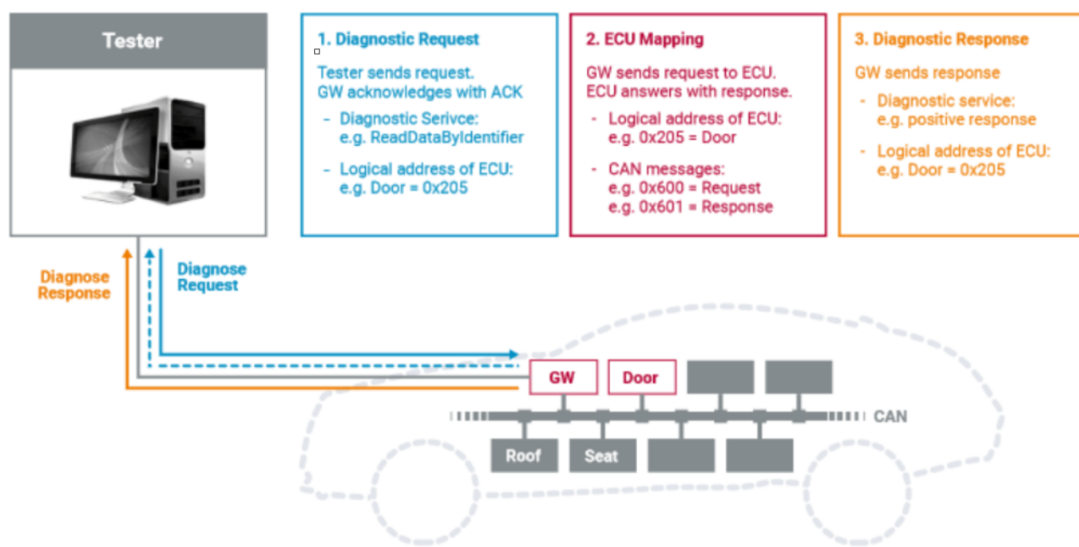 Tester
1. Diagnostic Request
Tester sends request.
GW acknowledges with ACK
- Diagnostic Serivce:
e.g. ReadDataByIdentifier
- Logical address of ECU:
e.g. Door = 0x205
2. ECU Mapping
GW sends request to ECU.
ECU answers with response.
- Logical address of ECU:
e.g. 0x205 = Door
- CAN messages:
e.g. 0x600 = Request
e.g. 0x601 = Response
3. Diagnostic Response
GW sends response
- Diagnostic service:
e.g. positive response
- Logical address of ECU:
e.g. Door = 0x205
Diagnose
Response
Diagnose
Request
GW
Door
CAN
Roof
Seat